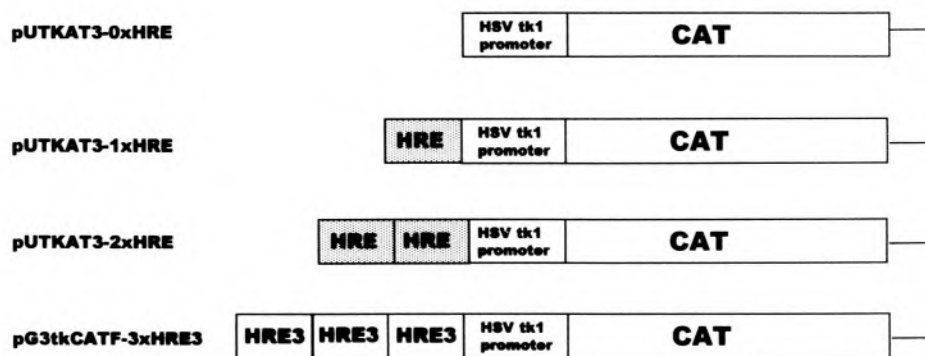 pUTKAT3-0xHRE HSV tk1 promoter CAT
pUTKAT3-1xHRE HRE HSV tk1 promoter CAT
pUTKAT3-2xHRE HRE HRE HSV tk1 promoter CAT
pG3tkCATF-3xHRE3 HRE3 HRE3 HRE3 HSV tk1 promoter CAT